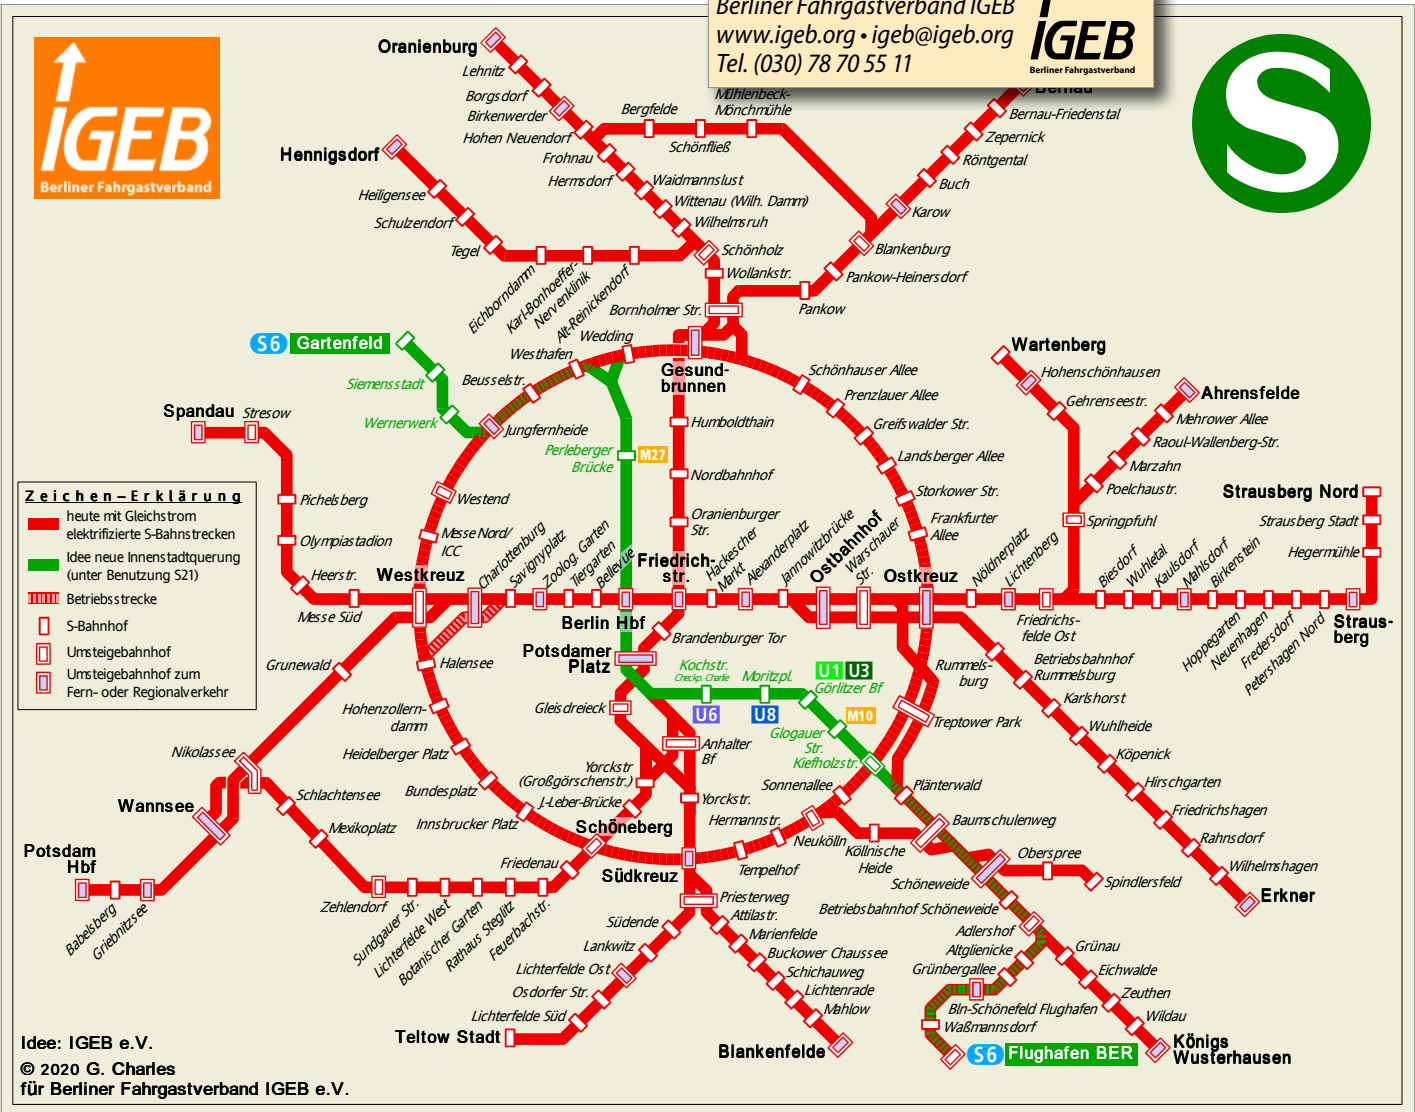 Berliner Fahrgastverband IGEB
www.igeb.org • igeb@igeb.org
Tel. (030) 78 70 55 11
iGEB
Berliner Fahrgastverband
iGEB
Berliner Fahrgastverband
S
Oranienburg
Lehnitz
Borgsdorf
Birkenwerder
Hohen Neuendorf
Frohnau
Hermsdorf
Waidmannslust
Wittenau (Wilh. Damm)
Wilhelmsruh
Schönholz
Wollankstr.
Bornholmer Str.
Bergfelde
Schönfließ
Mühlenbeck-
Mönchmühle
Bernau
Bernau-Friedenstal
Zepernick
Röntgental
Buch
Karow
Blankenburg
Pankow-Heinersdorf
Pankow
Hennigsdorf
Heiligensee
Schulzendorf
Tegel
Eichborndamm
Karl-Bonhoeffer-
Nervenklinik
Alt-Reinickendorf
S6 Gartenfeld
Siemensstadt
Wernerwerk
Wedding
Westhafen
Beusselstr.
Jungfernheide
Gesund-
brunnen
Schönhauser Allee
Prenzlauer Allee
Greifswalder Str.
Landsberger Allee
Storkower Str.
Frankfurter
Allee
Humboldthain
Nordbahnhof
Oranienburger
Str.
Perleberger
Brücke
M27
Wartenberg
Hohenschönhausen
Gehrenseestr.
Ahrensfelde
Mehrower Allee
Raoul-Wallenberg-Str.
Marzahn
Poelchaustr.
Springpfuhl
Strausberg Nord
Strausberg Stadt
Hegermühle
Spandau
Stresow
Pichelsberg
Olympiastadion
Heerstr.
Messe Süd
Westend
Messe Nord/
ICC
Westkreuz
Charlottenburg
Savignyplatz
Zoolog. Garten
Tiergarten
Bellevue
Berlin Hbf
Friedrich-
str.
Hackescher
Markt
Alexanderplatz
Jannowitzbrücke
Ostbahnhof
Warschauer
Str.
Ostkreuz
Nöldnerplatz
Lichtenberg
Friedrichs-
felde Ost
Biesdorf
Wuhletal
Kaulsdorf
Mahlsdorf
Birkenstein
Hoppegarten
Neuenhagen
Fredersdorf
Petershagen Nord
Straus-
berg
Zeichen-Erklärung
heute mit Gleichstrom
elektrifizierte S-Bahnstrecken
Idee neue Innenstadtquerung
(unter Benutzung S21)
Betriebsstrecke
S-Bahnhof
Umsteigebahnhof
Umsteigebahnhof zum
Fern- oder Regionalverkehr
Brandenburger Tor
Potsdamer
Platz
Kochstr.
Checkp. Charlie
U6
Moritzpl.
U8
U1 U3
Görlitzer Bf
M10
Glogauer
Str.
Kiefholzstr.
Gleisdreieck
Anhalter
Bf
Yorckstr
(Großgörschenstr.)
J-Leber-Brücke
Yorckstr.
Schöneberg
Südkreuz
Halensee
Hohenzollern-
damm
Heidelberger Platz
Bundesplatz
Innsbrucker Platz
Friedenau
Tempelhof
Hermannstr.
Neukölln
Sonnenallee
Treptower Park
Plänterwald
Köllnische
Heide
Baumschulenweg
Schöneweide
Oberspree
Spindlersfeld
Betriebsbahnhof Schöneweide
Adlershof
Altglienicke
Grünbergallee
Bln-Schönefeld Flughafen
Waßmannsdorf
S6 Flughafen BER
Grünau
Eichwalde
Zeuthen
Wildau
Königs
Wusterhausen
Rummels-
burg
Betriebsbahnhof
Rummelsburg
Karlshorst
Wuhlheide
Köpenick
Hirschgarten
Friedrichshagen
Rahnsdorf
Wilhelmshagen
Erkner
Grunewald
Nikolassee
Wannsee
Potsdam
Hbf
Babelsberg
Griebnitzsee
Schlachtensee
Mexikoplatz
Zehlendorf
Sundgauer Str.
Lichterfelde West
Botanischer Garten
Rathaus Steglitz
Feuerbachstr.
Priesterweg
Südende
Lankwitz
Lichterfelde Ost
Osdorfer Str.
Lichterfelde Süd
Teltow Stadt
Attilastr.
Marienfelde
Buckower Chaussee
Schichauweg
Lichtenrade
Mahlow
Blankenfelde
Idee: IGEB e.V.
© 2020 G. Charles
für Berliner Fahrgastverband IGEB e.V.